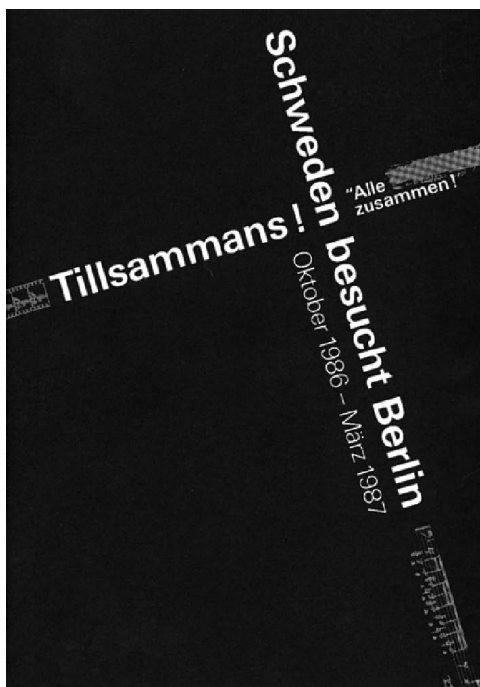 Schweden besucht Berlin
Tillsammans!
"Alle
zusammen!"
Oktober 1986 – März 1987